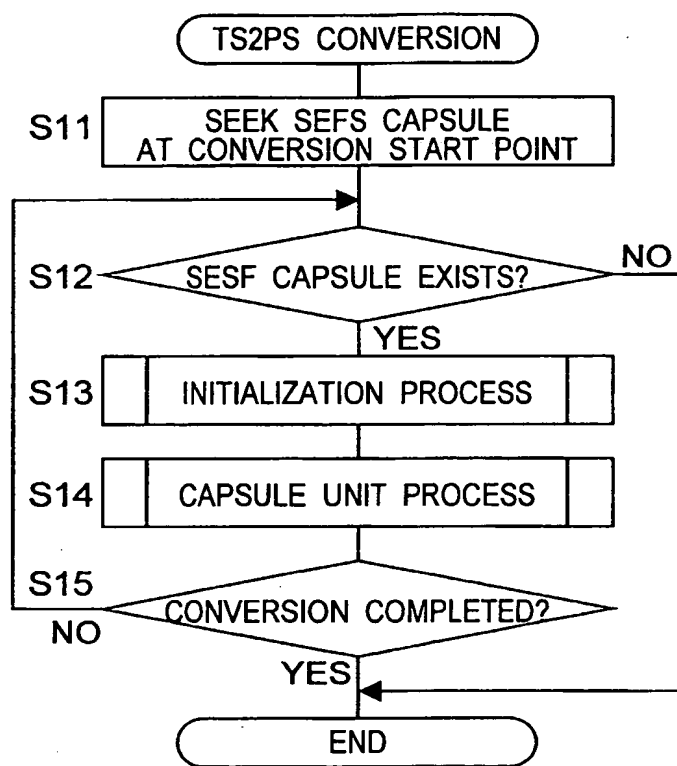 TS2PS CONVERSION
S11
SEEK SEFS CAPSULE
AT CONVERSION START POINT
S12
SESF CAPSULE EXISTS?
NO
YES
S13
INITIALIZATION PROCESS
S14
CAPSULE UNIT PROCESS
S15
CONVERSION COMPLETED?
NO
YES
END